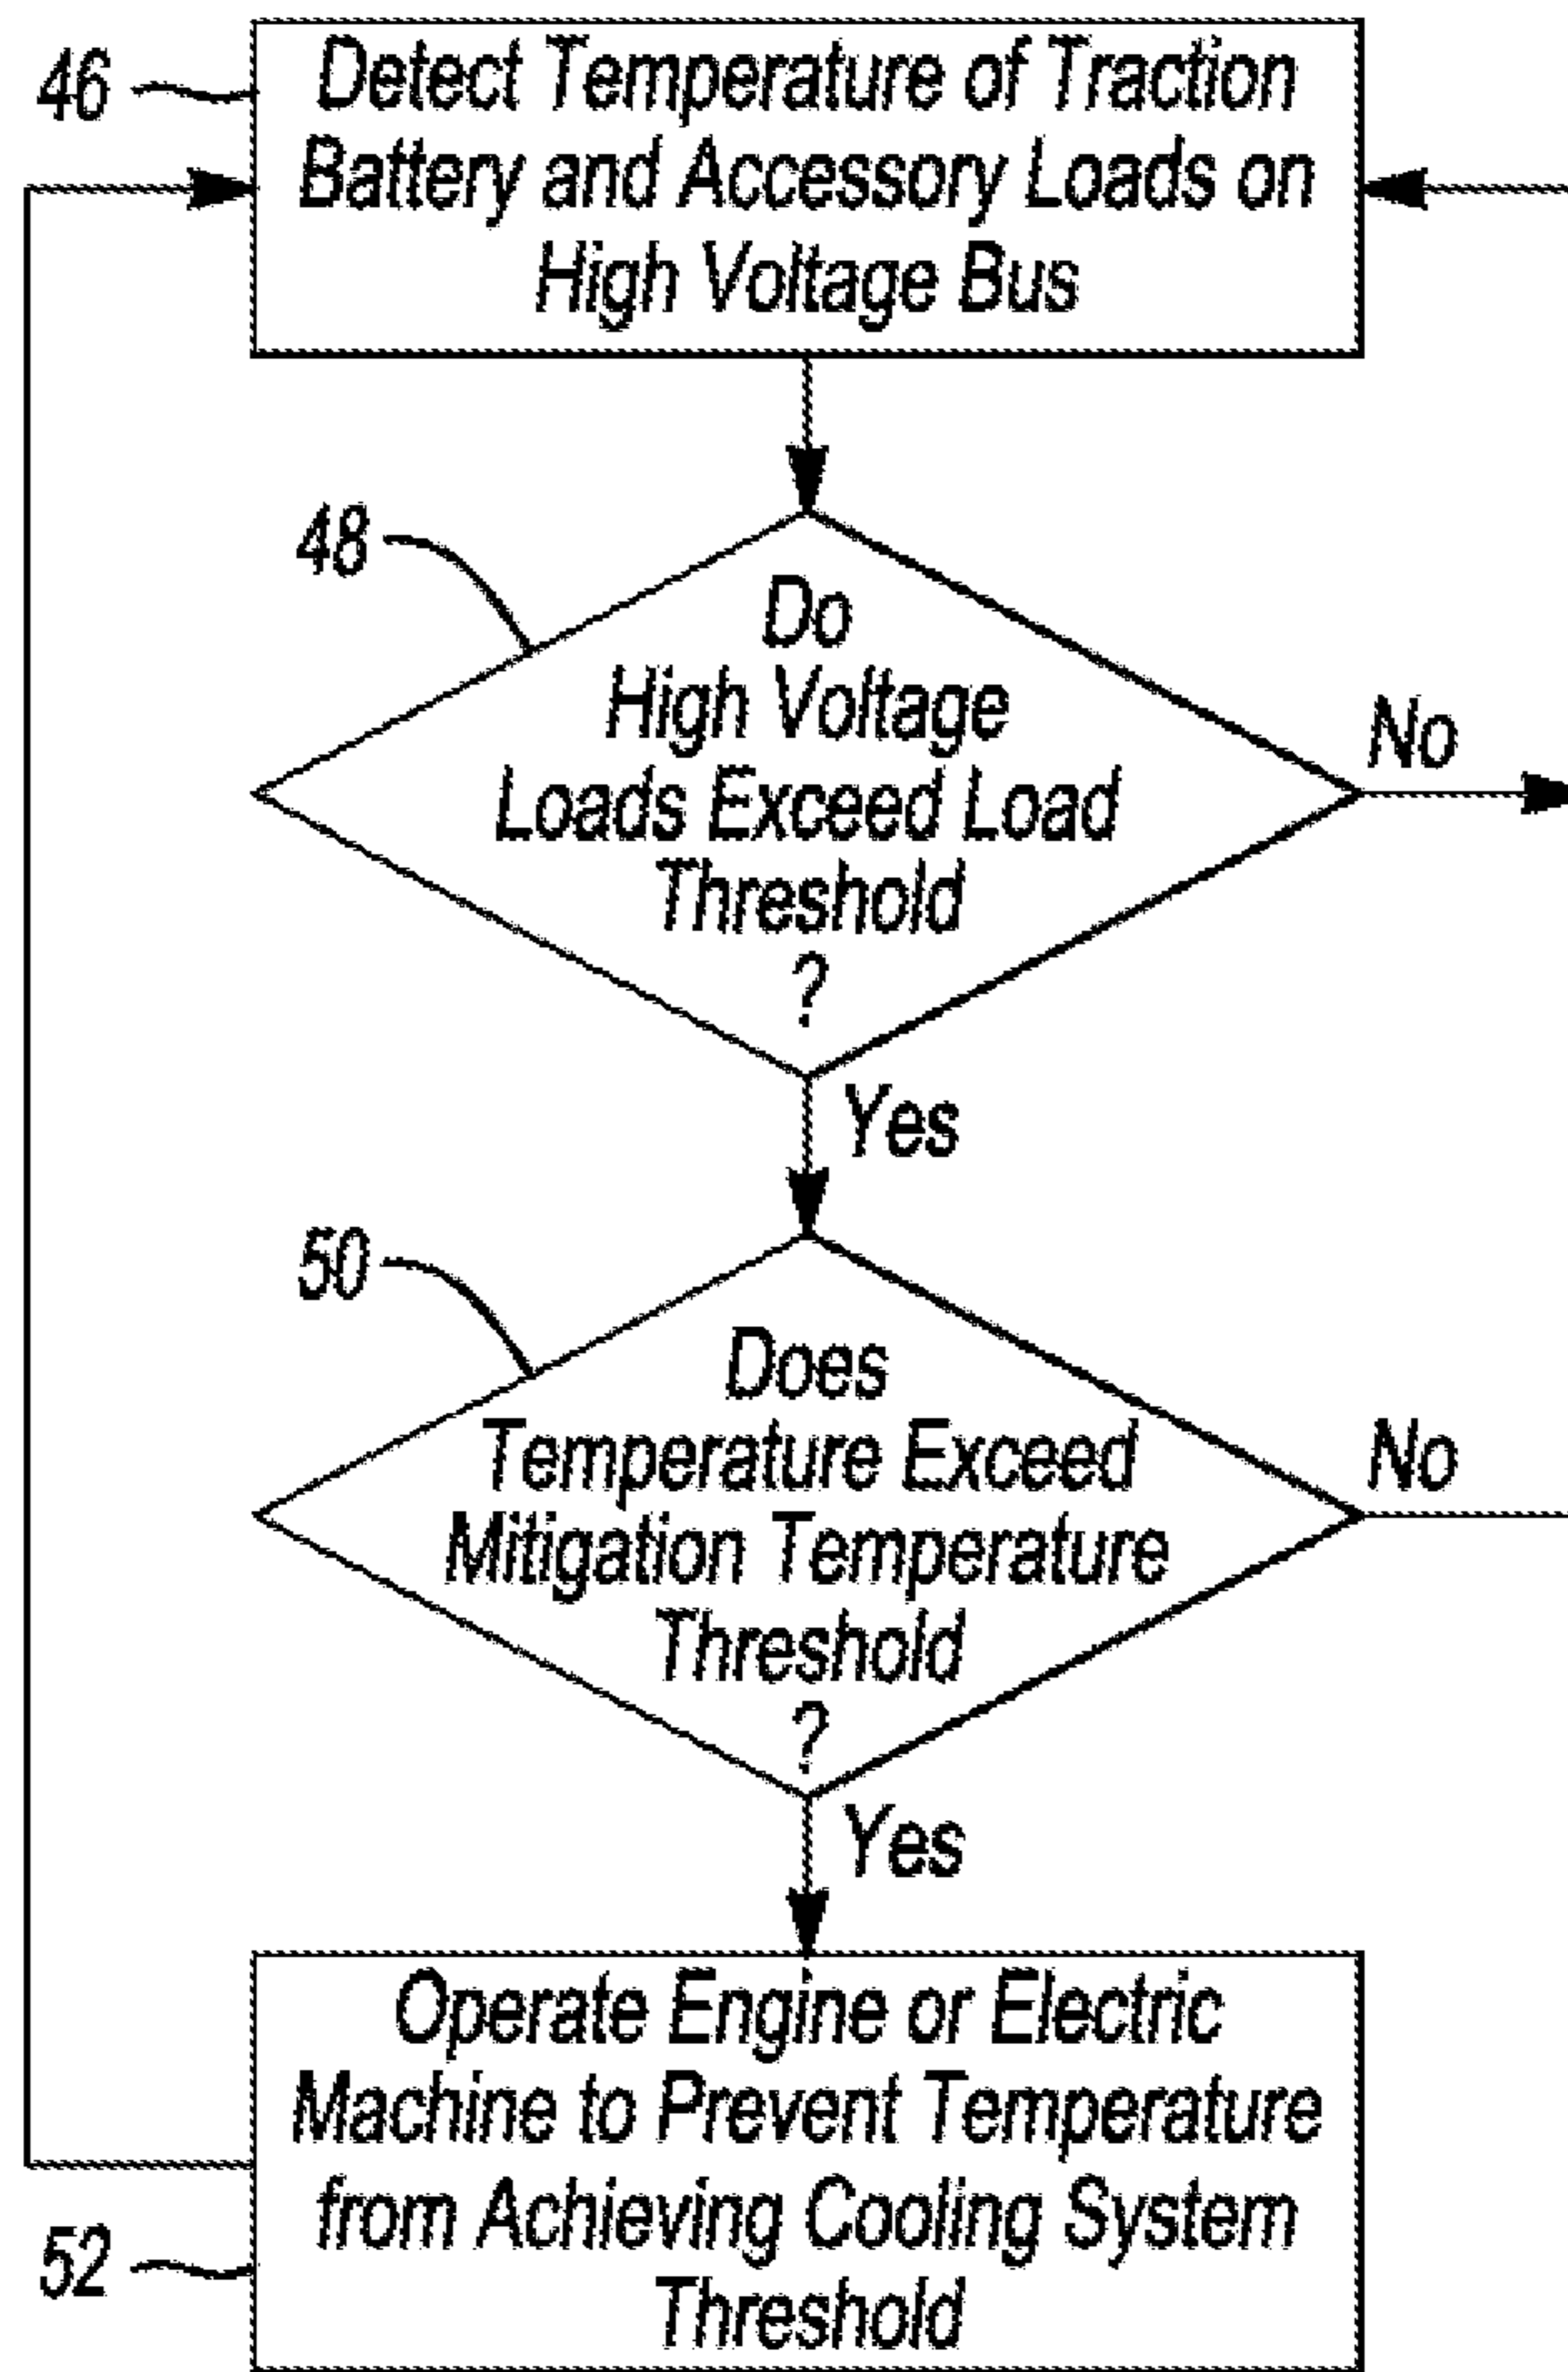 46
Detect Temperature of Traction
Battery and Accessory Loads on
High Voltage Bus
48
Do
High Voltage
Loads Exceed Load
Threshold
?
No
Yes
50
Does
Temperature Exceed
Mitigation Temperature
Threshold
?
No
Yes
Operate Engine or Electric
Machine to Prevent Temperature
from Achieving Cooling System
Threshold
52